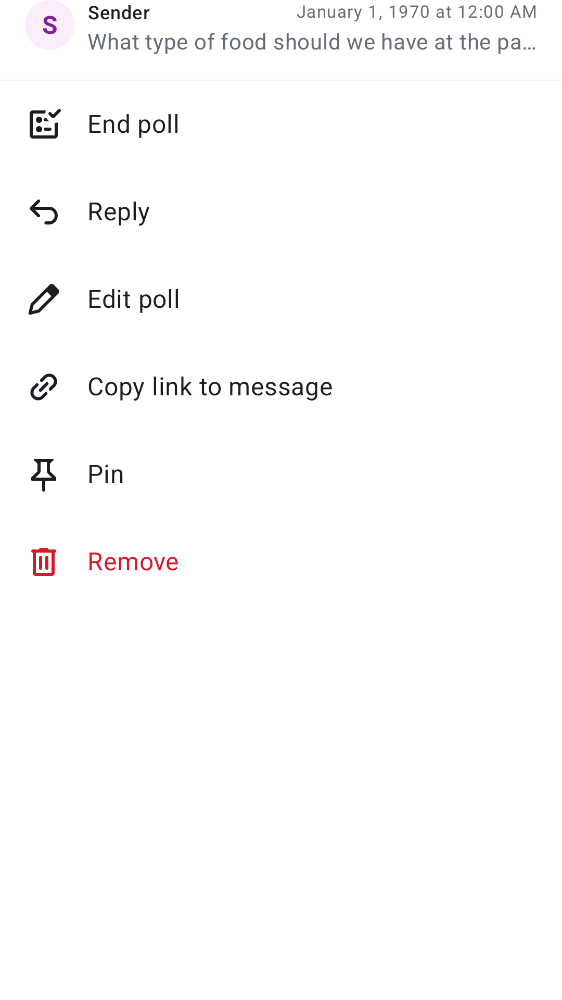 S
Sender
January 1, 1970 at 12:00 AM
What type of food should we have at the pa…
End poll
Reply
Edit poll
Copy link to message
Pin
Remove